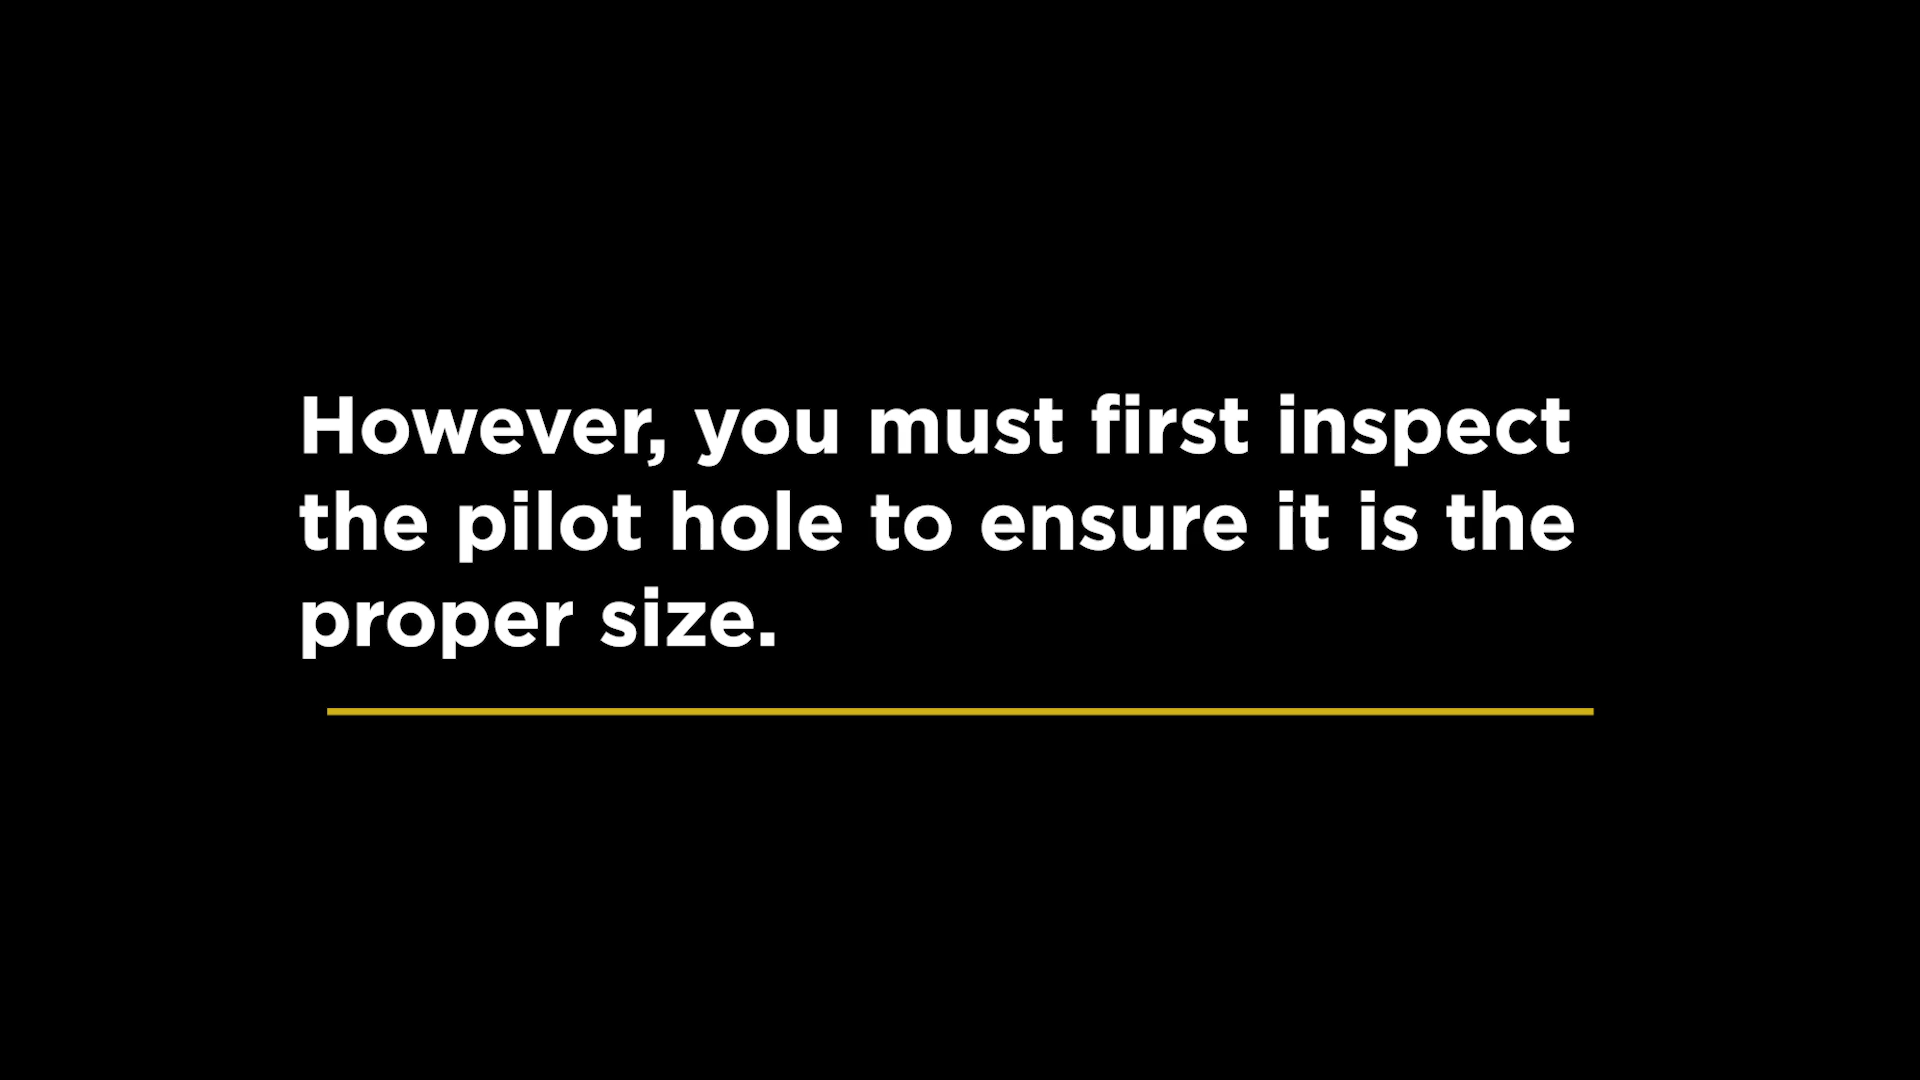 However, you must first inspect
the pilot hole to ensure it is the
proper size.